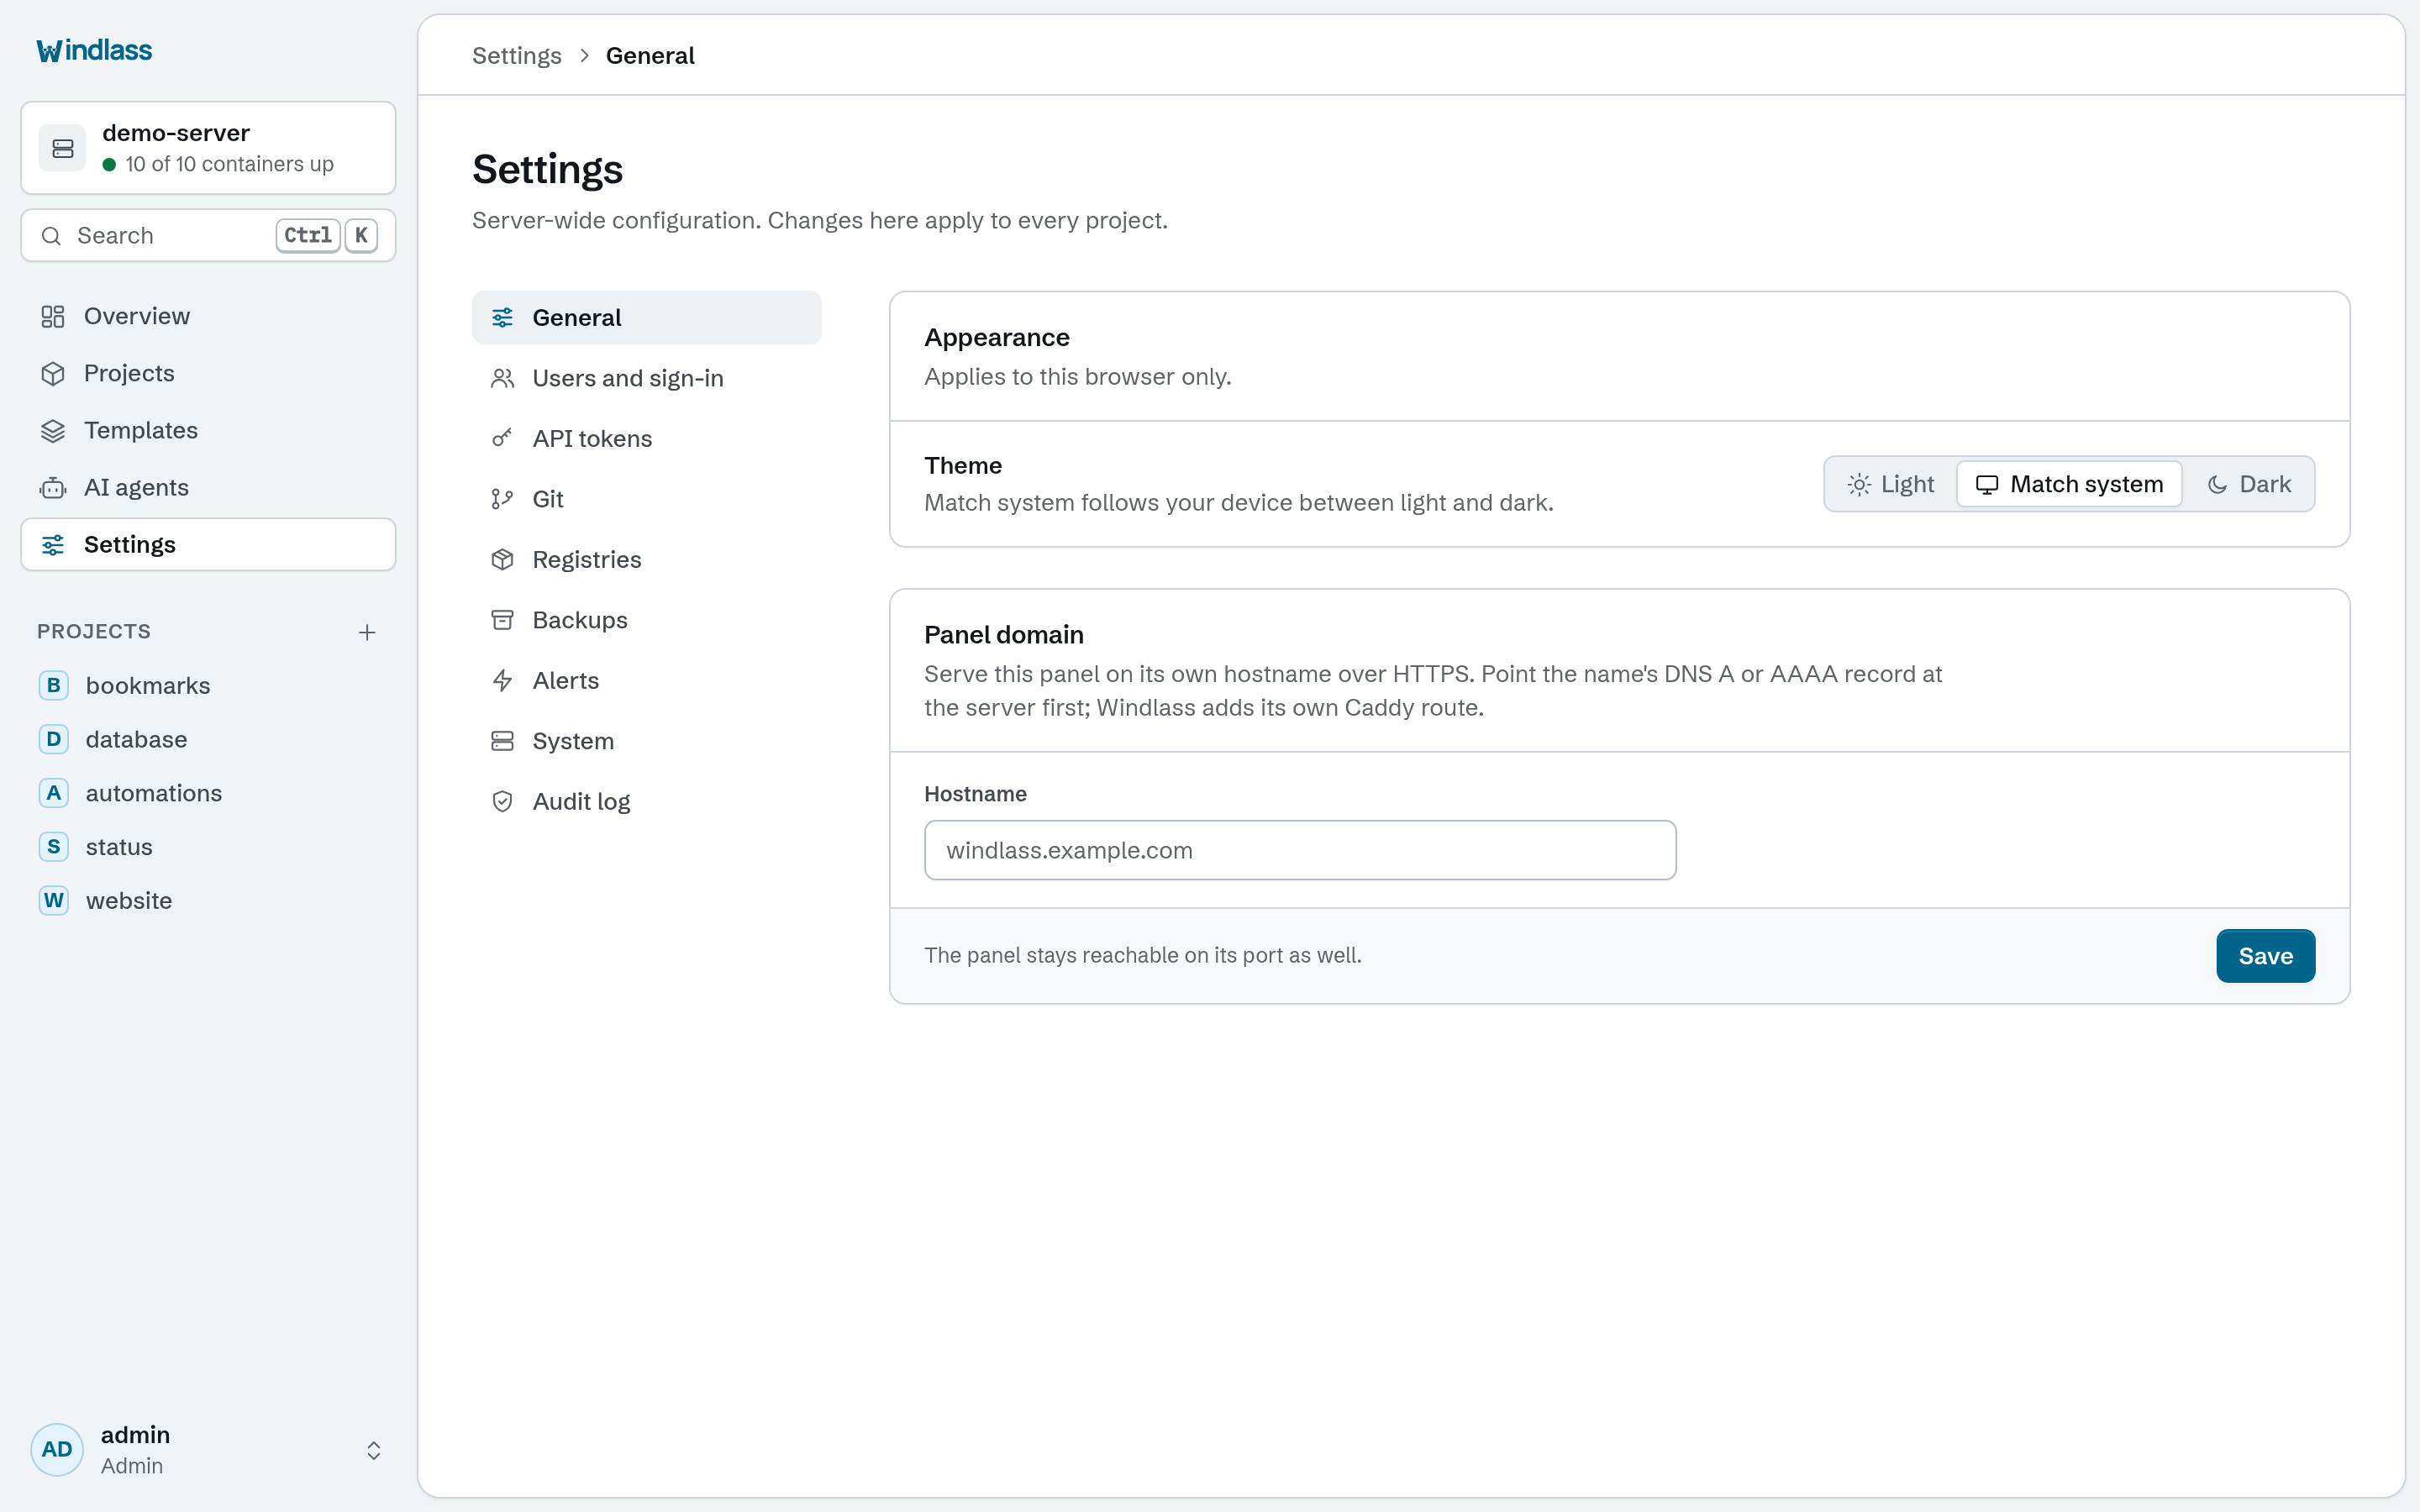 Windlass
demo-server
10 of 10 containers up
Search Ctrl K
Overview
Projects
Templates
AI agents
Settings
PROJECTS
B bookmarks
D database
A automations
S status
W website
AD admin
Admin
Settings General
Settings
Server-wide configuration. Changes here apply to every project.
General
Users and sign-in
API tokens
Git
Registries
Backups
Alerts
System
Audit log
Appearance
Applies to this browser only.
Theme
Match system follows your device between light and dark.
Light Match system Dark
Panel domain
Serve this panel on its own hostname over HTTPS. Point the name's DNS A or AAAA record at
the server first; Windlass adds its own Caddy route.
Hostname
windlass.example.com
The panel stays reachable on its port as well.
Save